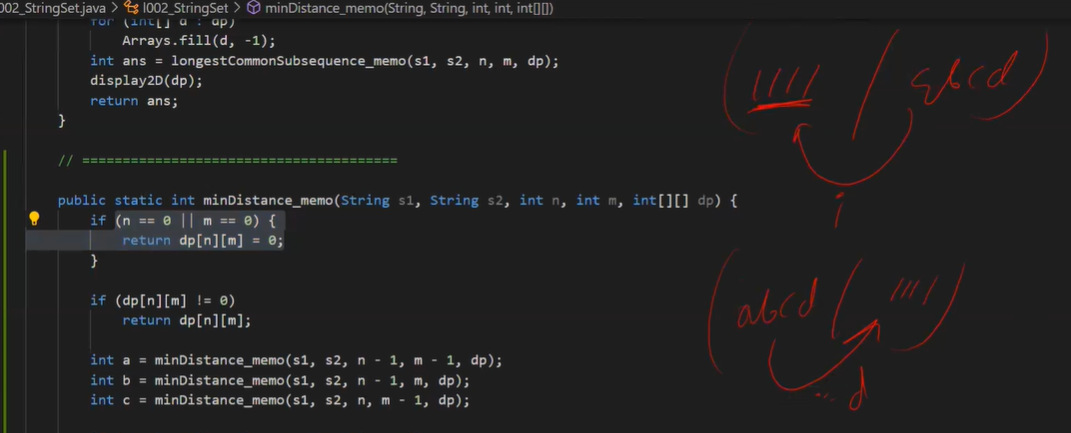 002_StringSet.java > l002_StringSet > minDistance_memo(String, String, int, int, int[][])
for (int[] d : dp)
Arrays.fill(d, -1);
int ans = longestCommonSubsequence_memo(s1, s2, n, m, dp);
display2D(dp);
return ans;
}
// =======================================
public static int minDistance_memo(String s1, String s2, int n, int m, int[][] dp) {
if (n == 0 || m == 0) {
return dp[n][m] = 0;
}
if (dp[n][m] != 0)
return dp[n][m];
int a = minDistance_memo(s1, s2, n - 1, m - 1, dp);
int b = minDistance_memo(s1, s2, n - 1, m, dp);
int c = minDistance_memo(s1, s2, n, m - 1, dp);
( 1111 / abcd )
i
( abcd / 1111 )
... d